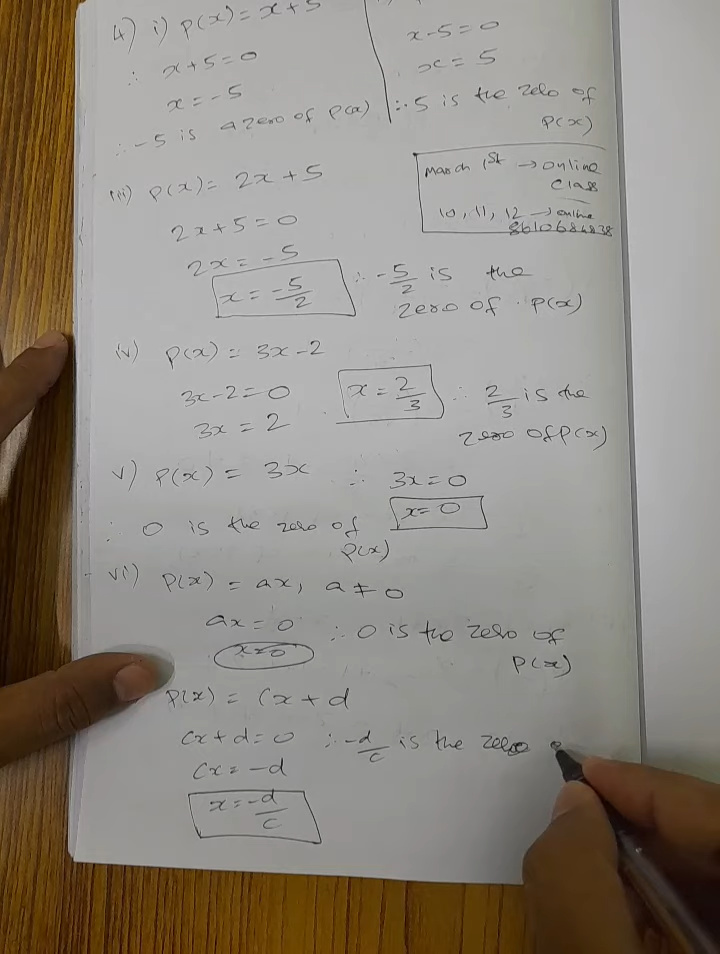 4) i) p(x) = x + 5
∴ x + 5 = 0
x = -5
∴ -5 is a zero of p(x)
x - 5 = 0
x = 5
∴ 5 is the zero of
p(x)
March 1st → online
class
10, 11, 12 → online
iii) p(x) = 2x + 5
2x + 5 = 0
2x = -5
x = -5/2
∴ -5/2 is the
zero of p(x)
iv) p(x) = 3x - 2
3x - 2 = 0
3x = 2
x = 2/3
∴ 2/3 is the
zero of p(x)
v) p(x) = 3x ∴ 3x = 0
x = 0
∴ 0 is the zero of
p(x)
vi) p(x) = ax, a ≠ 0
ax = 0
x = 0
∴ 0 is the zero of
p(x)
p(x) = cx + d
cx + d = 0 ∴ -d/c is the zero o
cx = -d
x = -d/c